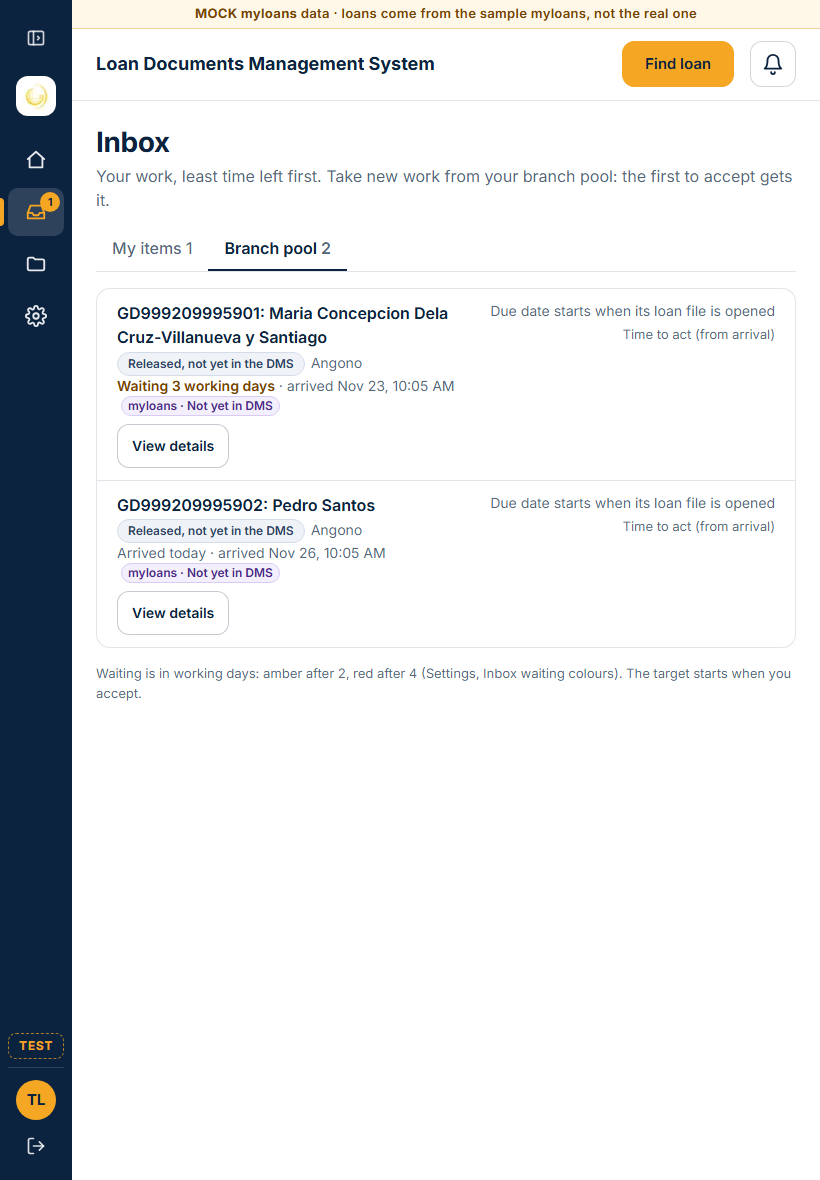 MOCK myloans data · loans come from the sample myloans, not the real one
Loan Documents Management System
Find loan
1
Inbox
Your work, least time left first. Take new work from your branch pool: the first to accept gets
it.
My items 1
Branch pool 2
GD999209995901: Maria Concepcion Dela
Cruz-Villanueva y Santiago
Due date starts when its loan file is opened
Time to act (from arrival)
Released, not yet in the DMS Angono
Waiting 3 working days · arrived Nov 23, 10:05 AM
myloans · Not yet in DMS
View details
GD999209995902: Pedro Santos
Due date starts when its loan file is opened
Time to act (from arrival)
Released, not yet in the DMS Angono
Arrived today · arrived Nov 26, 10:05 AM
myloans · Not yet in DMS
View details
Waiting is in working days: amber after 2, red after 4 (Settings, Inbox waiting colours). The target starts when you
accept.
TEST
TL